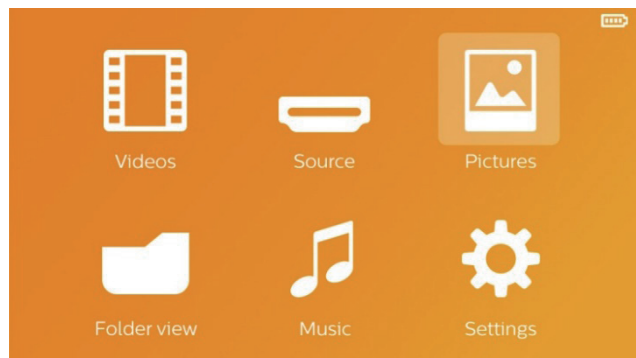 Videos
Source
Pictures
Folder view
Music
Settings